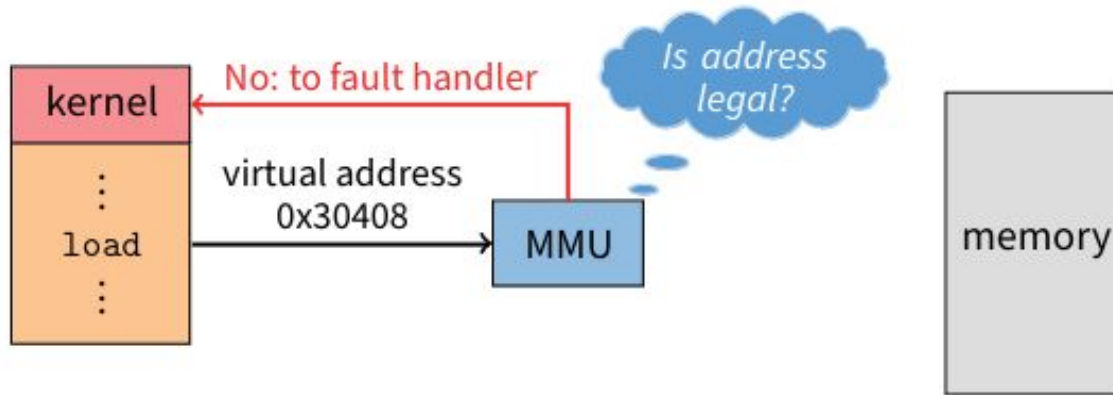 kernel
⋮
load
⋮
No: to fault handler
virtual address
0x30408
MMU
Is address
legal?
memory